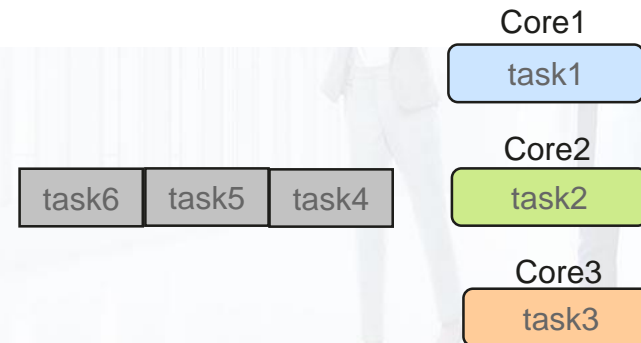 Core1
task1
Core2
task6 task5 task4 task2
Core3
task3